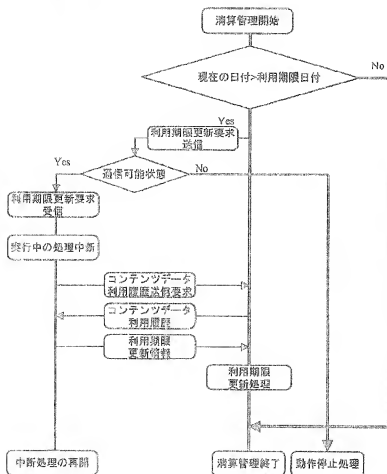 清算管理開始
現在の日付>利用期限日付
No
Yes
利用期限更新要求
送信
Yes
通信可能状態
No
利用期限更新要求
受信
実行中の処理中断
コンテンツデータ
利用履歴送信要求
コンテンツデータ
利用履歴
利用期限
更新情報
利用期限
更新処理
中断処理の再開
清算管理終了
動作停止処理